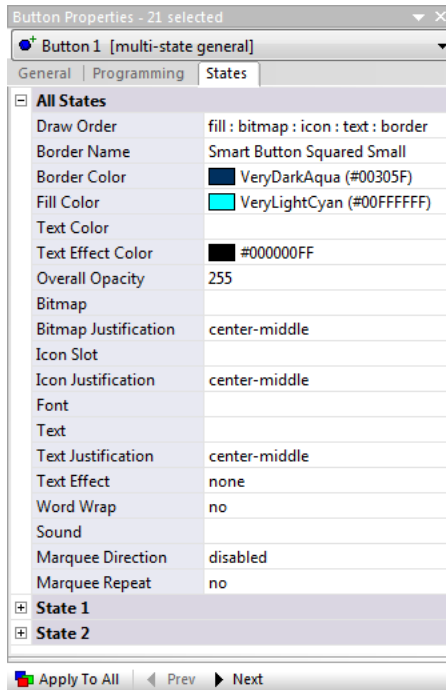 Button Properties - 21 selected
Button 1 [multi-state general]
General Programming States
All States
Draw Order fill : bitmap : icon : text : border
Border Name Smart Button Squared Small
Border Color VeryDarkAqua (#00305F)
Fill Color VeryLightCyan (#00FFFFFF)
Text Color
Text Effect Color #000000FF
Overall Opacity 255
Bitmap
Bitmap Justification center-middle
Icon Slot
Icon Justification center-middle
Font
Text
Text Justification center-middle
Text Effect none
Word Wrap no
Sound
Marquee Direction disabled
Marquee Repeat no
State 1
State 2
Apply To All Prev Next